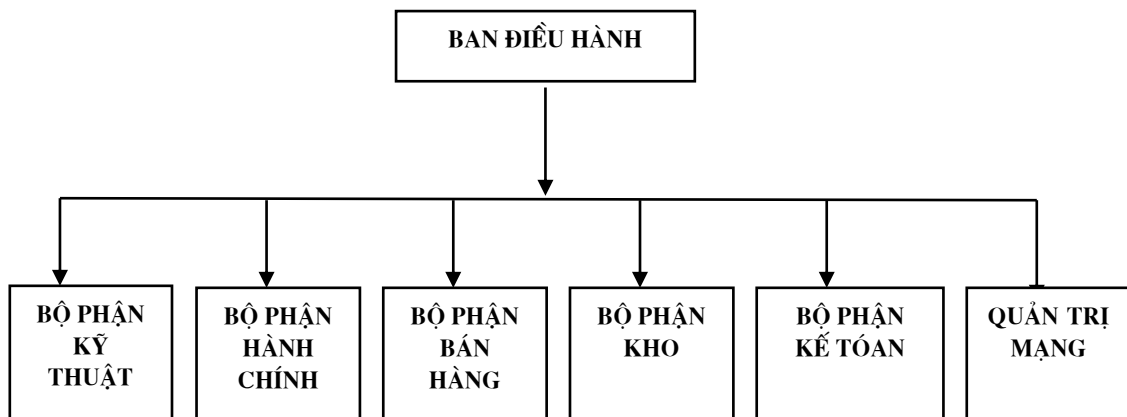 BAN ĐIỀU HÀNH
BỘ PHẬN
KỸ
THUẬT
BỘ PHẬN
HÀNH
CHÍNH
BỘ PHẬN
BÁN
HÀNG
BỘ PHẬN
KHO
BỘ PHẬN
KẾ TÓAN
QUẢN TRỊ
MẠNG